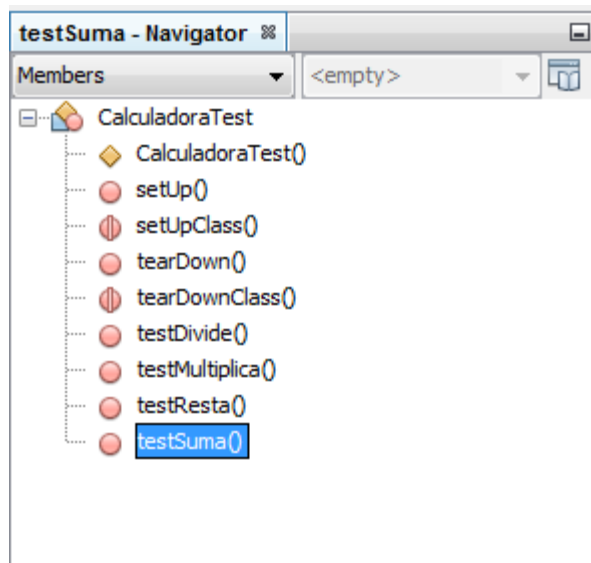 testSuma - Navigator
Members <empty>
CalculadoraTest
CalculadoraTest()
setUp()
setUpClass()
tearDown()
tearDownClass()
testDivide()
testMultiplica()
testResta()
testSuma()